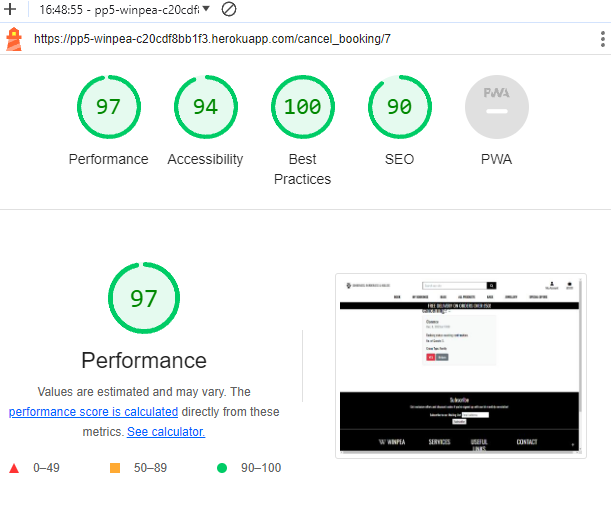 16:48:55 - pp5-winpea-c20cdf8
https://pp5-winpea-c20cdf8bb1f3.herokuapp.com/cancel_booking/7
97
94
100
90
PWA
Performance
Accessibility
Best
Practices
SEO
PWA
97
Performance
Values are estimated and may vary. The
performance score is calculated directly from these
metrics. See calculator.
0–49
50–89
90–100
FREE DELIVERY ON ORDERS OVER
Subscribe
WINPEA
SERVICES
USEFUL
LINKS
CONTACT